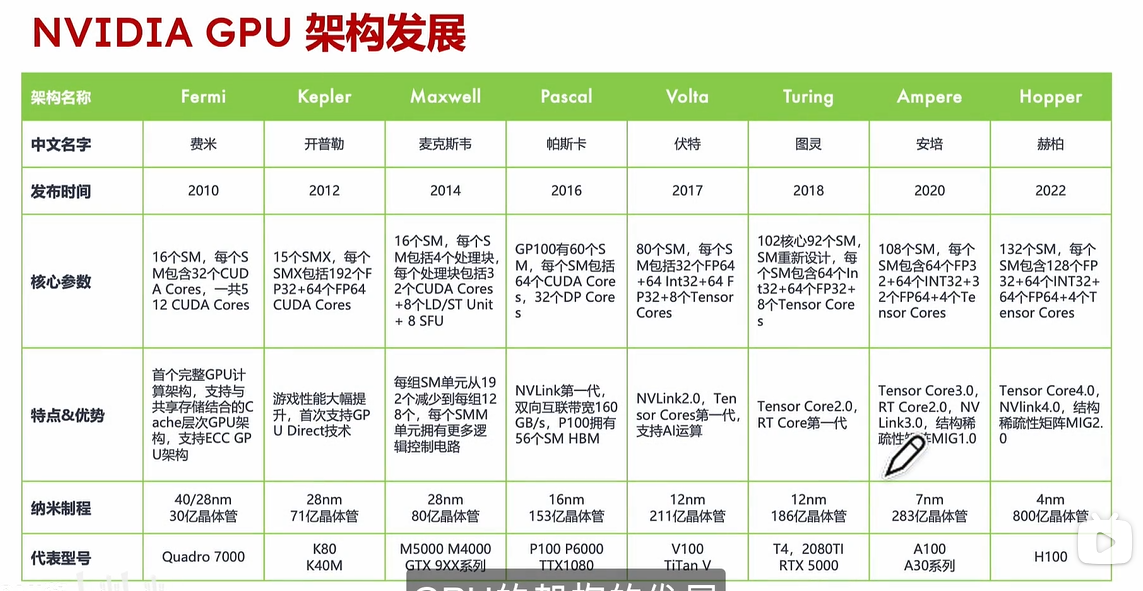 NVIDIA GPU 架构发展
架构名称 Fermi Kepler Maxwell Pascal Volta Turing Ampere Hopper
中文名字 费米 开普勒 麦克斯韦 帕斯卡 伏特 图灵 安培 赫柏
发布时间 2010 2012 2014 2016 2017 2018 2020 2022
核心参数
16个SM，每个S
M包含32个CUD
A Cores，一共5
12 CUDA Cores
15个SMX，每个
SMX包括192个F
P32+64个FP64
CUDA Cores
16个SM，每个S
M包括4个处理块，
每个处理块包括3
2个CUDA Cores
+8个LD/ST Unit
+ 8 SFU
GP100有60个S
M，每个SM包括
64个CUDA Core
s，32个DP Core
s
80个SM，每个S
M包括32个FP64
+64 Int32+64 F
P32+8个Tensor
Cores
102核心92个SM，
SM重新设计，每
个SM包含64个Int
32+64个FP32+
8个Tensor Core
s
108个SM，每个
SM包含64个FP3
2+64个INT32+3
2个FP64+4个Te
nsor Cores
132个SM，每个
SM包含128个FP
32+64个INT32+
64个FP64+4个T
ensor Cores
特点&优势
首个完整GPU计
算架构，支持与
共享存储结合的C
ache层次GPU架
构，支持ECC GP
U架构
游戏性能大幅提
升，首次支持GP
U Direct技术
每组SM单元从19
2个减少到每组12
8个，每个SMM
单元拥有更多逻
辑控制电路
NVLink第一代，
双向互联带宽160
GB/s，P100拥有
56个SM HBM
NVLink2.0，Ten
sor Cores第一代，
支持AI运算
Tensor Core2.0，
RT Core第一代
Tensor Core3.0，
RT Core2.0，NV
Link3.0，结构稀
疏性矩阵MIG1.0
Tensor Core4.0，
NVlink4.0，结构
稀疏性矩阵MIG2.
0
纳米制程
40/28nm
30亿晶体管
28nm
71亿晶体管
28nm
80亿晶体管
16nm
153亿晶体管
12nm
211亿晶体管
12nm
186亿晶体管
7nm
283亿晶体管
4nm
800亿晶体管
代表型号
Quadro 7000
K80
K40M
M5000 M4000
GTX 9XX系列
P100 P6000
TTX1080
V100
TiTan V
T4，2080TI
RTX 5000
A100
A30系列
H100
GPU的架构的发展